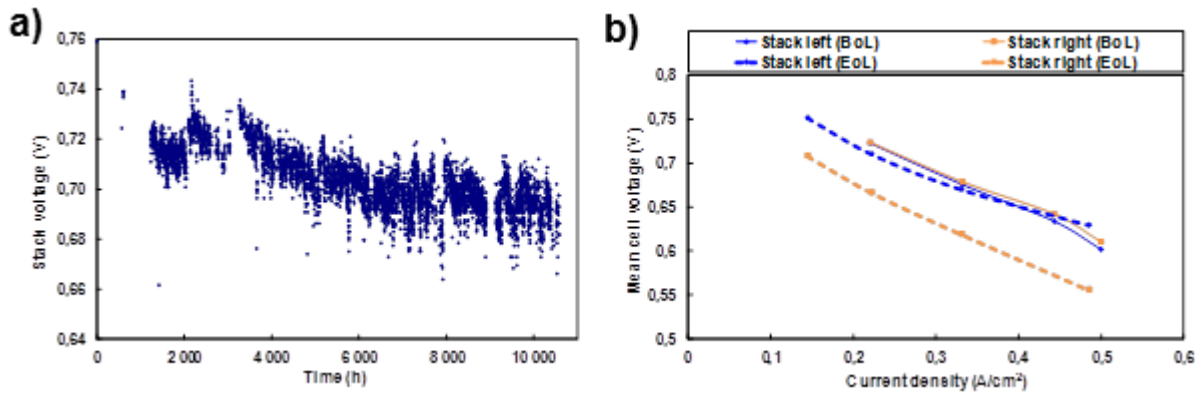 a)
Stack voltage (V)
0,76
0,74
0,72
0,70
0,68
0,66
0,64
0
2 000
4 000
6 000
8 000
10 000
Time (h)
b)
Stack left (BoL)
Stack right (BoL)
Stack left (EoL)
Stack right (EoL)
Mean cell voltage (V)
0,8
0,75
0,7
0,65
0,6
0,55
0,5
0
0,1
0,2
0,3
0,4
0,5
0,6
Current density (A/cm²)